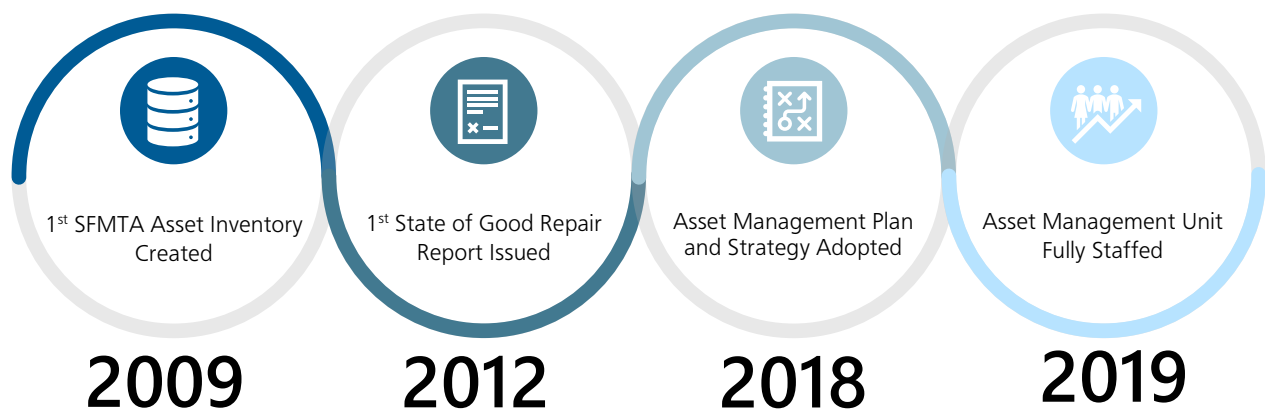 1st SFMTA Asset Inventory
Created
1st State of Good Repair
Report Issued
Asset Management Plan
and Strategy Adopted
Asset Management Unit
Fully Staffed
2009
2012
2018
2019